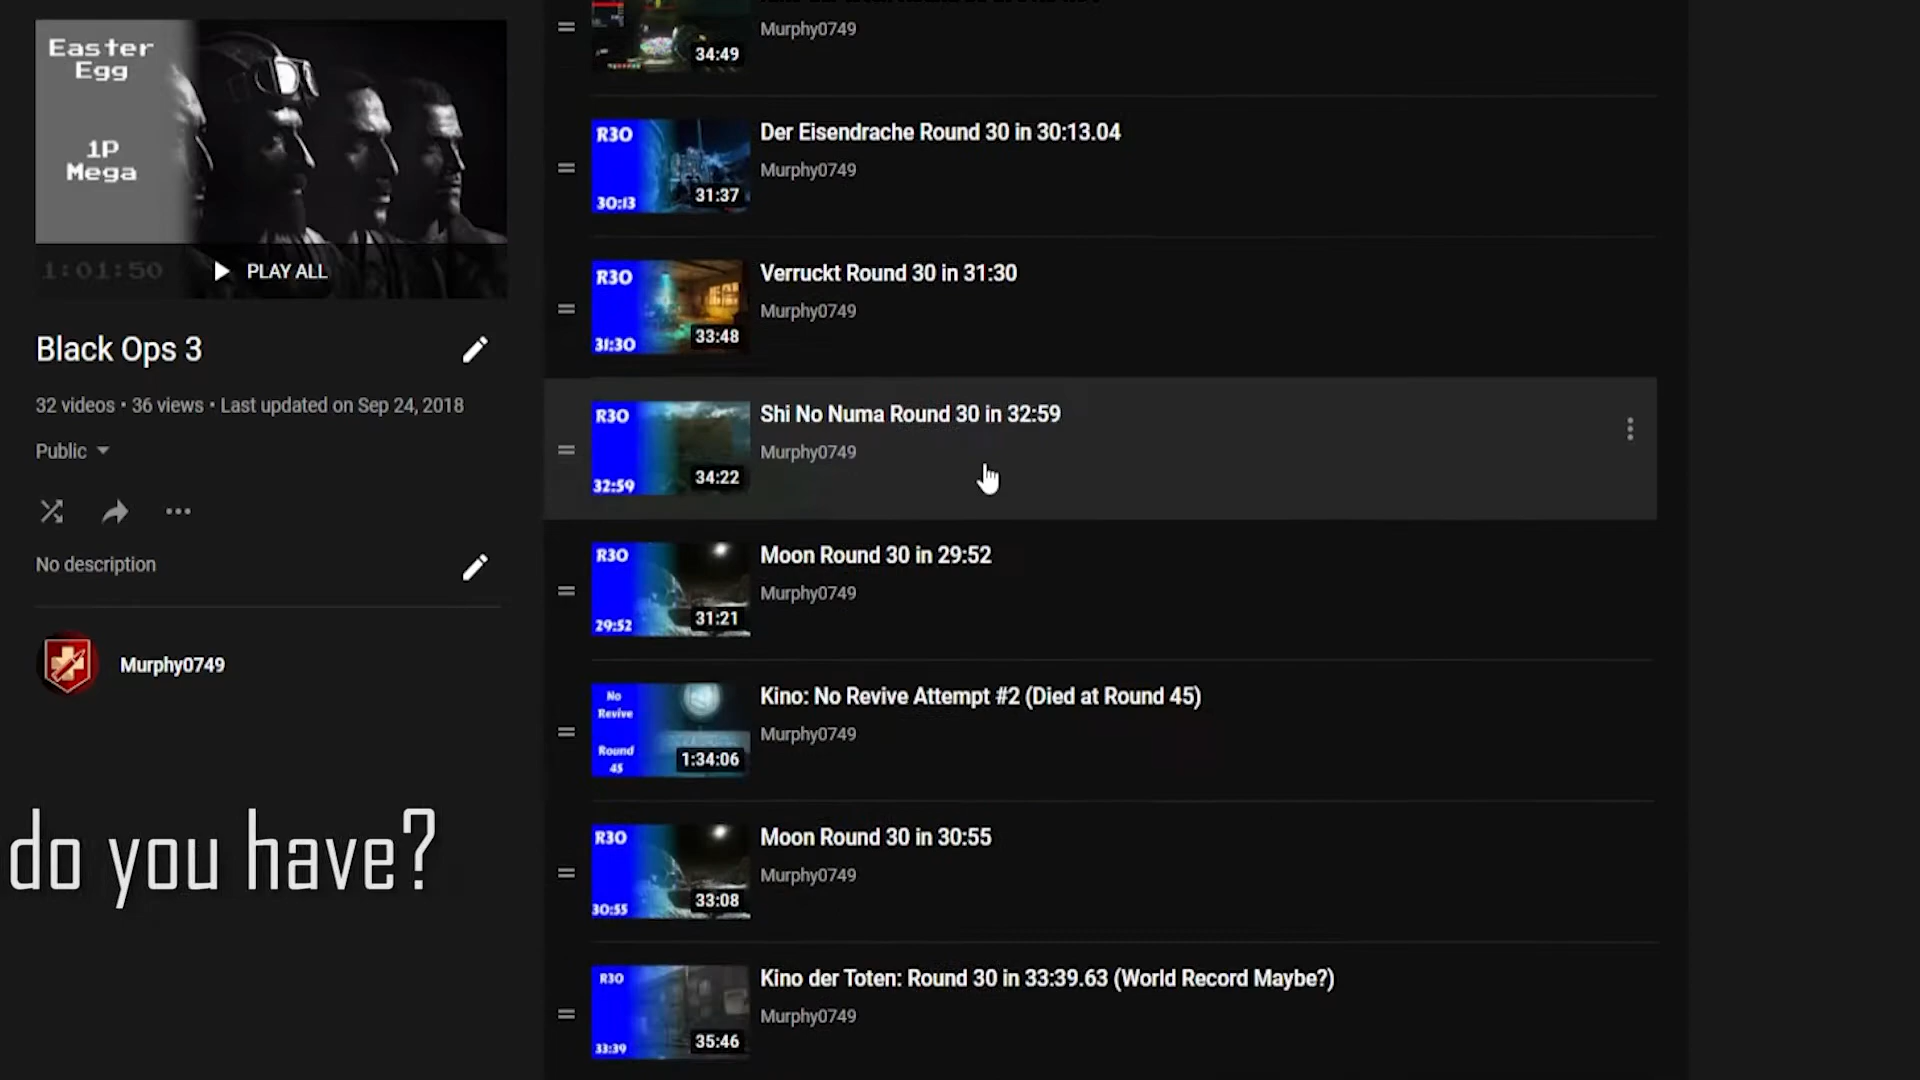 Easter
Egg
1P
Mega
1:01:50
PLAY ALL
Black Ops 3
32 videos • 36 views • Last updated on Sep 24, 2018
Public
No description
Murphy0749
do you have?
34:49
Murphy0749
R30
30:13
31:37
Der Eisendrache Round 30 in 30:13.04
Murphy0749
R30
31:30
33:48
Verruckt Round 30 in 31:30
Murphy0749
R30
32:59
34:22
Shi No Numa Round 30 in 32:59
Murphy0749
R30
29:52
31:21
Moon Round 30 in 29:52
Murphy0749
No
Revive
Round
45
1:34:06
Kino: No Revive Attempt #2 (Died at Round 45)
Murphy0749
R30
30:55
33:08
Moon Round 30 in 30:55
Murphy0749
R30
33:39
35:46
Kino der Toten: Round 30 in 33:39.63 (World Record Maybe?)
Murphy0749